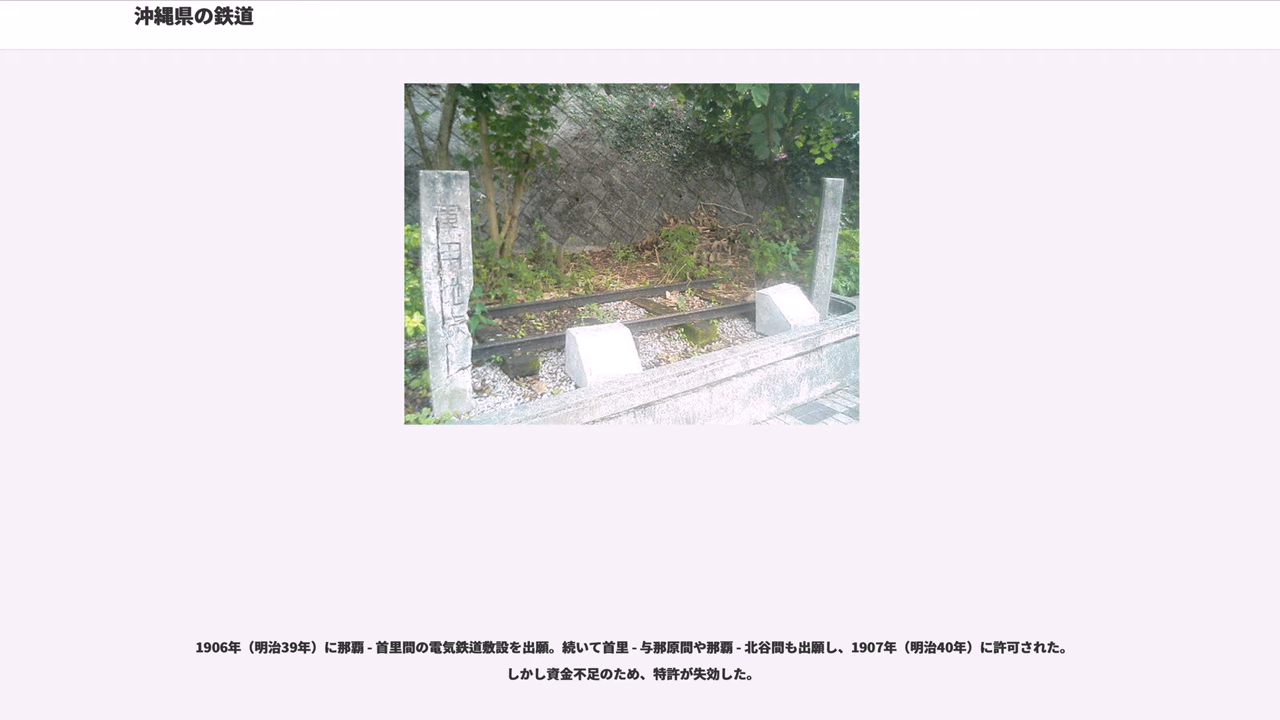 沖縄県の鉄道
1906年（明治39年）に那覇 - 首里間の電気鉄道敷設を出願。続いて首里 - 与那原間や那覇 - 北谷間も出願し、1907年（明治40年）に許可された。
しかし資金不足のため、特許が失効した。